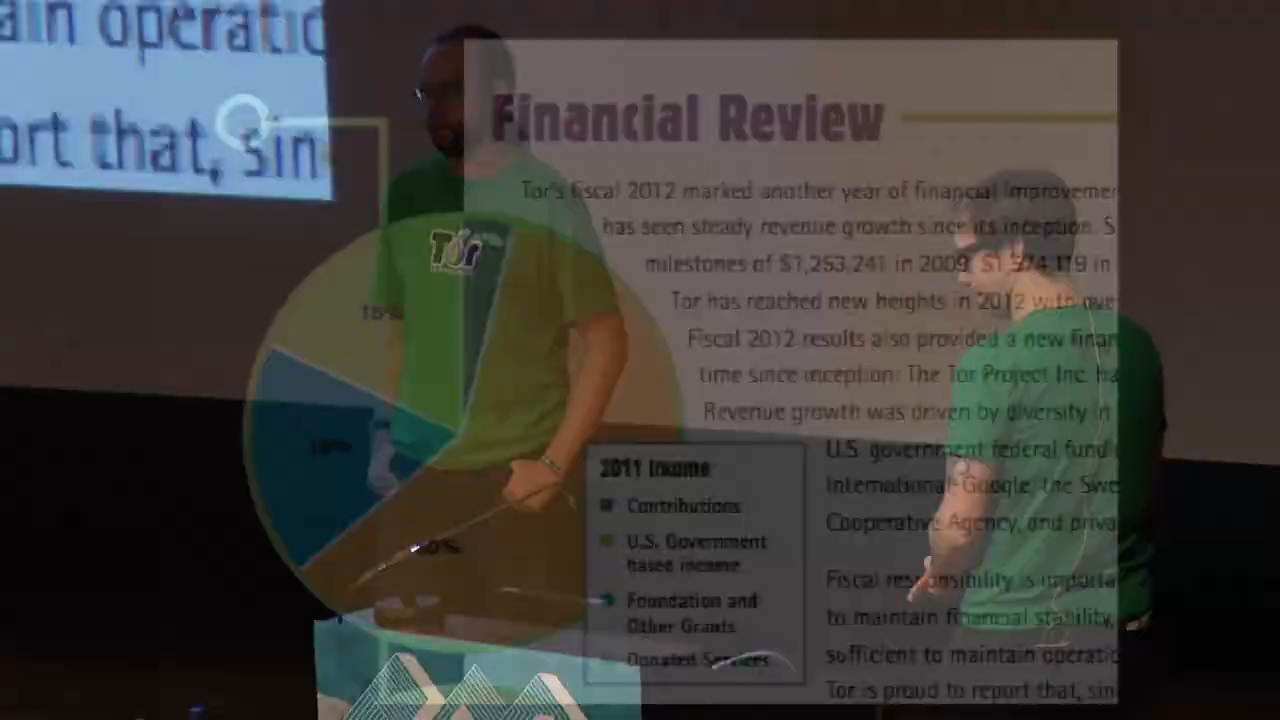 ain operatio
ort that, sin
Financial Review
Tor's fiscal 2012 marked another year of financial improvemen
has seen steady revenue growth since its inception. S
milestones of $1,253,241 in 2009, $1,374,119 in
Tor has reached new heights in 2012 with
Fiscal 2012 results also provided a new finan
Tor
time since inception: The Tor Project Inc. ha
Revenue growth was driven by diversity in
U.S. government federal fund
International, Google, the Swe
Cooperative Agency, and priva
2011 Income
Contributions
U.S. Government
based income
Foundation and
Other Grants
Donated Services
Fiscal responsibility is importa
to maintain financial stability,
sufficient to maintain operatio
Tor is proud to report that, sin